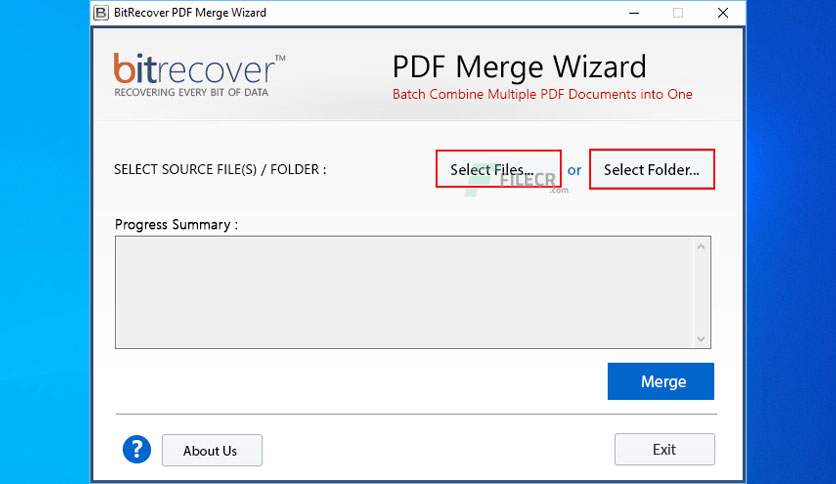 B BitRecover PDF Merge Wizard
bitrecover™
RECOVERING EVERY BIT OF DATA
PDF Merge Wizard
Batch Combine Multiple PDF Documents into One
SELECT SOURCE FILE(S) / FOLDER : Select Files... or Select Folder...
FILECR
.com
Progress Summary :
Merge
? About Us Exit